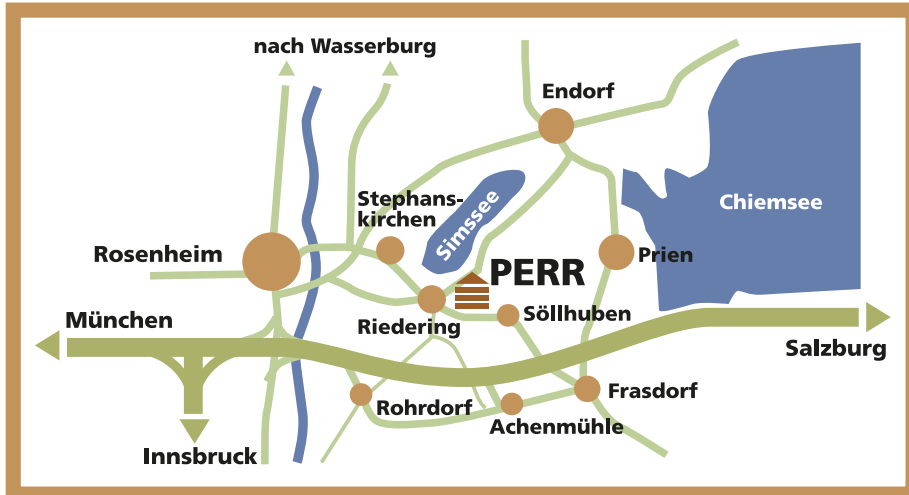 nach Wasserburg
Endorf
Stephans-
kirchen
Simssee
Chiemsee
Rosenheim
PERR
Prien
München
Riedering
Söllhuben
Salzburg
Frasdorf
Rohrdorf
Achenmühle
Innsbruck